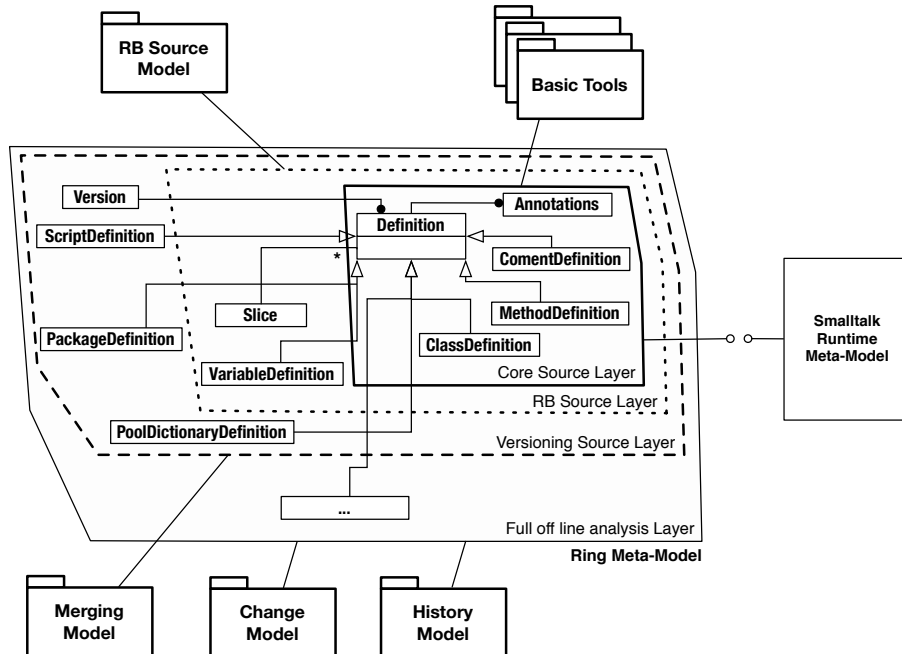 RB Source
Model
Basic Tools
Version
Annotations
Definition
ScriptDefinition
*
ComentDefinition
Slice
MethodDefinition
PackageDefinition
ClassDefinition
VariableDefinition
Core Source Layer
RB Source Layer
PoolDictionaryDefinition
Versioning Source Layer
...
Full off line analysis Layer
Ring Meta-Model
Smalltalk
Runtime
Meta-Model
Merging
Model
Change
Model
History
Model